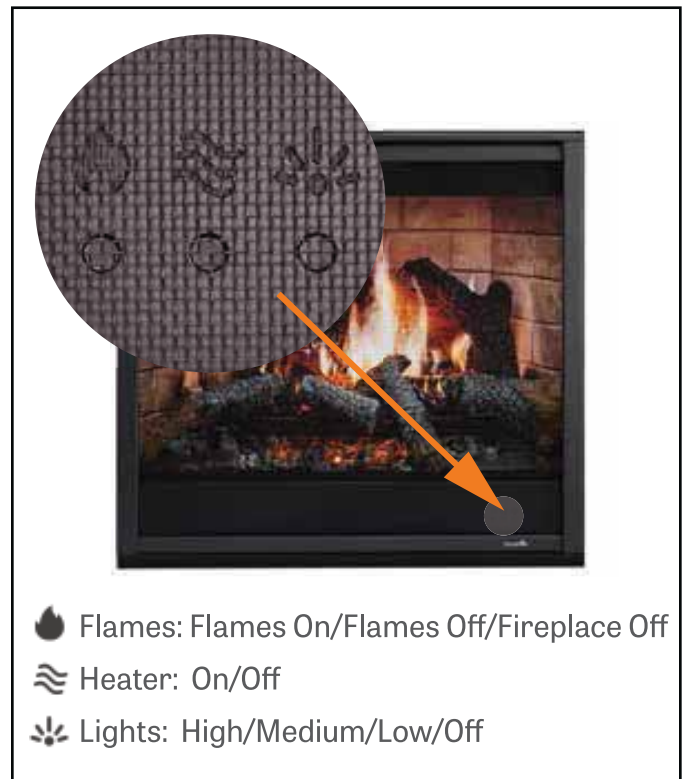 Flames: Flames On/Flames Off/Fireplace Off
Heater: On/Off
Lights: High/Medium/Low/Off